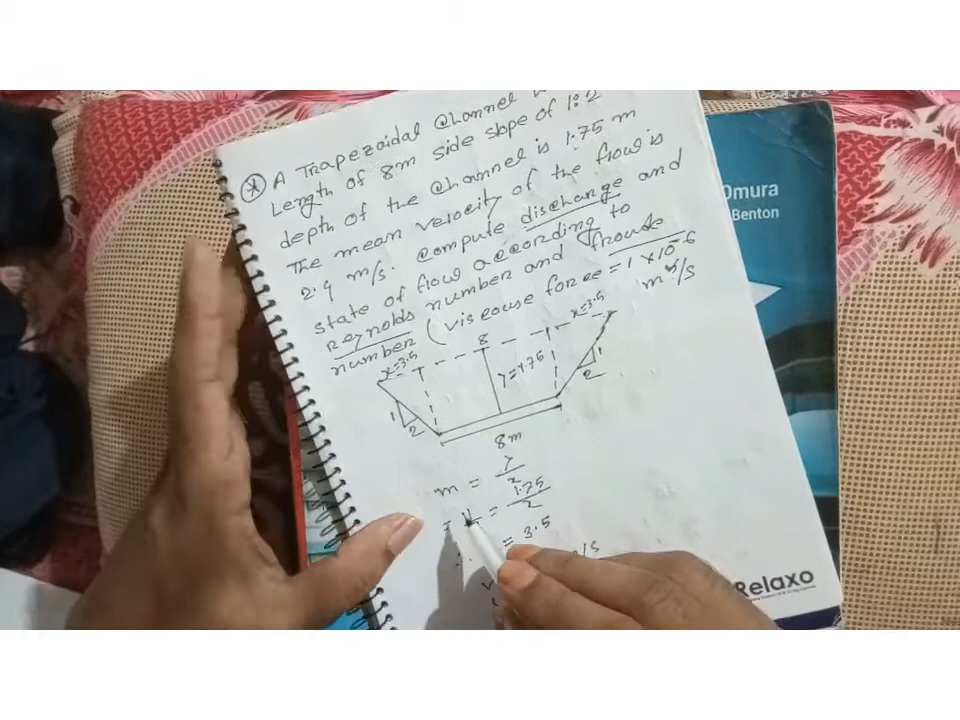 A Trapezoidal channel
Length of 8m side slope of 1:2
depth of the channel is 1.75 m
The mean velocity of the flow is
2.4 m/s. compute discharge and
state of flow according to
reynolds number and froude
number (viscouse force = 1 × 10⁻⁶
m²/s
x=3.5
8
x=3.5
y=1.75
1
2
1
2
8m
m = y/x
= 1.75/x
= 3.5
Omura
Benton
Relaxo